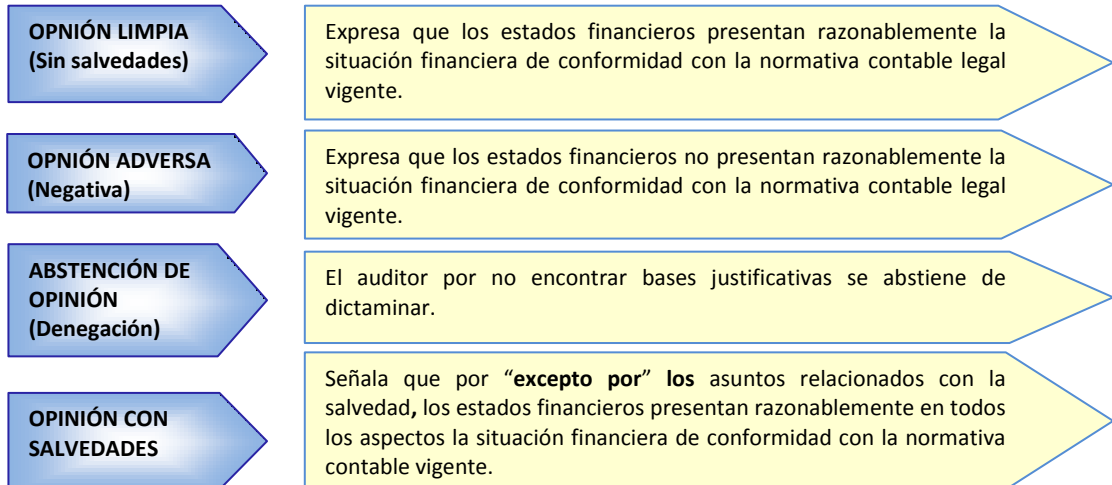 OPNIÓN LIMPIA
(Sin salvedades)
Expresa que los estados financieros presentan razonablemente la
situación financiera de conformidad con la normativa contable legal
vigente.
OPNIÓN ADVERSA
(Negativa)
Expresa que los estados financieros no presentan razonablemente la
situación financiera de conformidad con la normativa contable legal
vigente.
ABSTENCIÓN DE
OPINIÓN
(Denegación)
El auditor por no encontrar bases justificativas se abstiene de
dictaminar.
OPINIÓN CON
SALVEDADES
Señala que por “excepto por” los asuntos relacionados con la
salvedad, los estados financieros presentan razonablemente en todos
los aspectos la situación financiera de conformidad con la normativa
contable vigente.